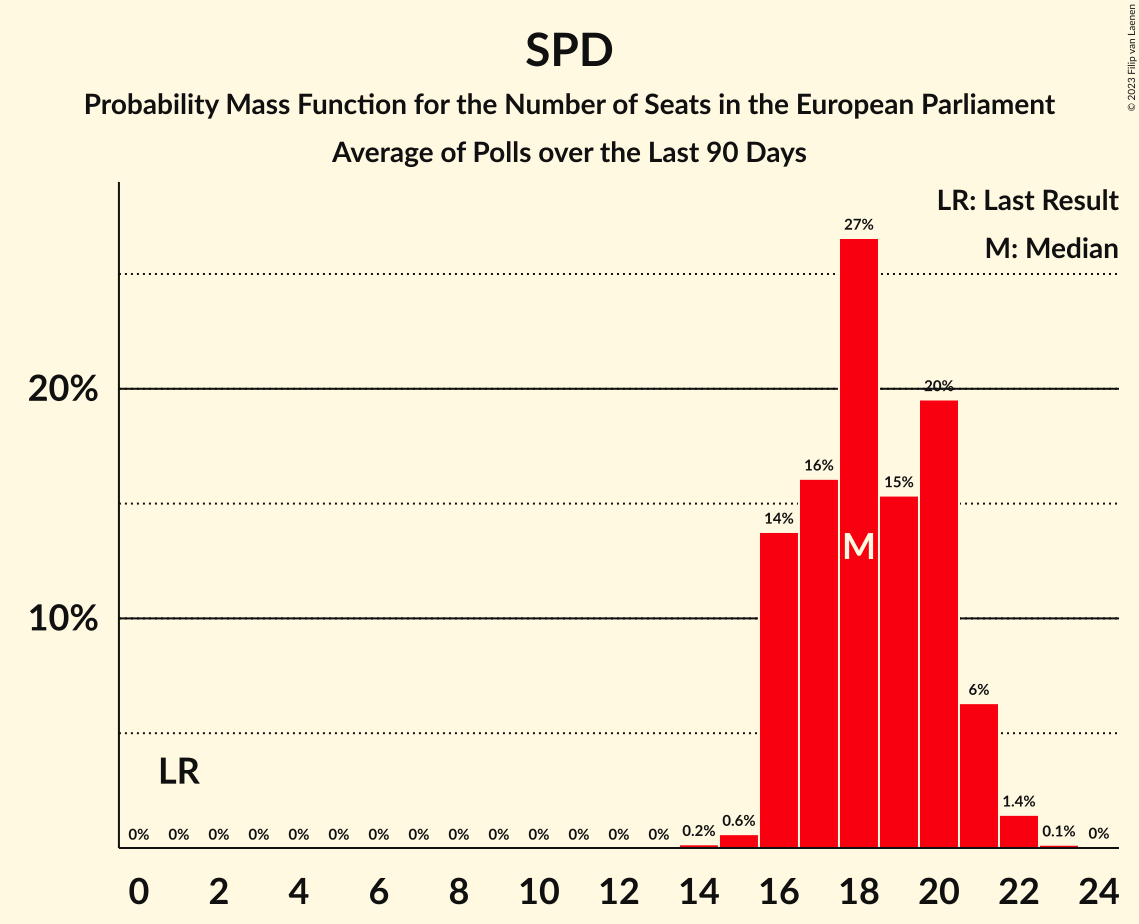 SPD
Probability Mass Function for the Number of Seats in the European Parliament
Average of Polls over the Last 90 Days
© 2023 Filip van Laenen
LR: Last Result
M: Median
20%
10%
27%
20%
16%
15%
14%
M
6%
LR
1.4%
0% 0% 0% 0% 0% 0% 0% 0% 0% 0% 0% 0% 0% 0% 0.2% 0.6% 0.1% 0%
0 2 4 6 8 10 12 14 16 18 20 22 24